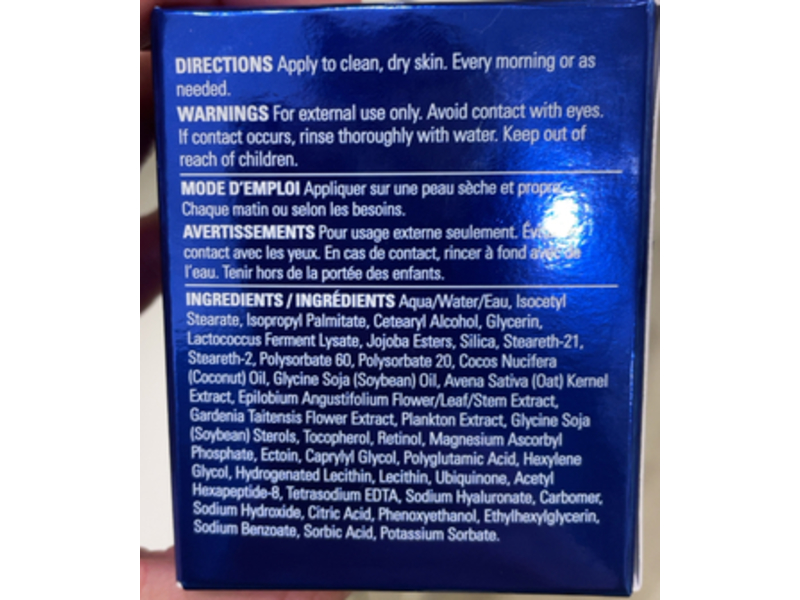 DIRECTIONS Apply to clean, dry skin. Every morning or as
needed.
WARNINGS For external use only. Avoid contact with eyes.
If contact occurs, rinse thoroughly with water. Keep out of
reach of children.
MODE D'EMPLOI Appliquer sur une peau sèche et propre.
Chaque matin ou selon les besoins.
AVERTISSEMENTS Pour usage externe seulement.
contact avec les yeux. En cas de contact, rincer à fond avec de
l'eau. Tenir hors de la portée des enfants.
INGREDIENTS / INGRÉDIENTS Aqua/Water/Eau, Isocetyl
Stearate, Isopropyl Palmitate, Cetearyl Alcohol, Glycerin,
Lactococcus Ferment Lysate, Jojoba Esters, Silica, Steareth-21,
Steareth-2, Polysorbate 60, Polysorbate 20, Cocos Nucifera
(Coconut) Oil, Glycine Soja (Soybean) Oil, Avena Sativa (Oat) Kernel
Extract, Epilobium Angustifolium Flower/Leaf/Stem Extract,
Gardenia Taitensis Flower Extract, Plankton Extract, Glycine Soja
(Soybean) Sterols, Tocopherol, Retinol, Magnesium Ascorbyl
Phosphate, Ectoin, Caprylyl Glycol, Polyglutamic Acid, Hexylene
Glycol, Hydrogenated Lecithin, Lecithin, Ubiquinone, Acetyl
Hexapeptide-8, Tetrasodium EDTA, Sodium Hyaluronate, Carbomer,
Sodium Hydroxide, Citric Acid, Phenoxyethanol, Ethylhexylglycerin,
Sodium Benzoate, Sorbic Acid, Potassium Sorbate.